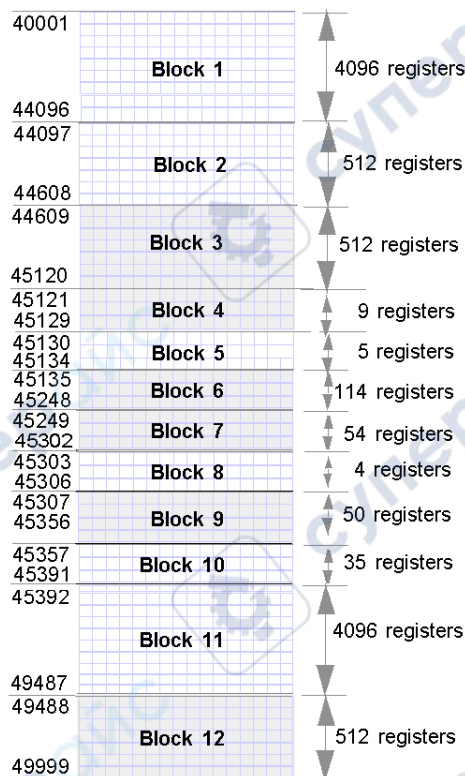 40001
Block 1
4096 registers
44096
44097
Block 2
512 registers
44608
44609
Block 3
512 registers
45120
45121
Block 4
9 registers
45129
45130
Block 5
5 registers
45134
45135
Block 6
114 registers
45248
45249
Block 7
54 registers
45302
45303
Block 8
4 registers
45306
45307
Block 9
50 registers
45356
45357
Block 10
35 registers
45391
45392
Block 11
4096 registers
49487
49488
Block 12
512 registers
49999